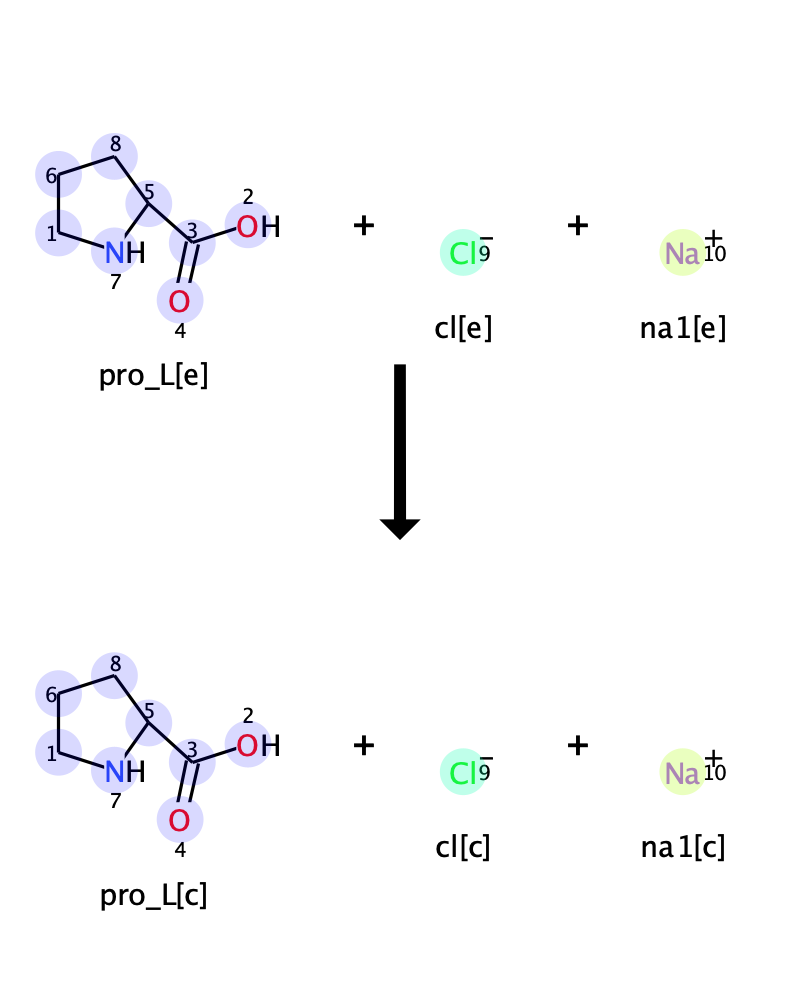 8
6 5 2
1 3 OH + Cl⁻ 9 + Na⁺ 10
NH
7 O
4
cl[e] na1[e]
pro_L[e]
8
6 5 2
1 3 OH + Cl⁻ 9 + Na⁺ 10
NH
7 O
4
cl[c] na1[c]
pro_L[c]